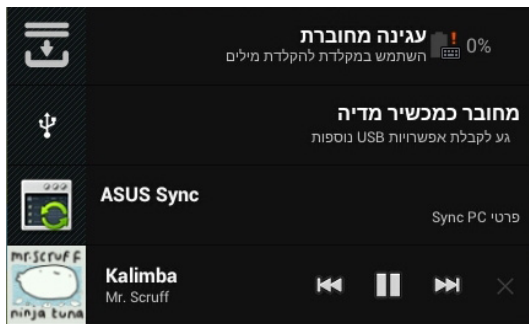 עגינה מחוברת
השתמש במקלדת להקלדת מילים
0%
מחובר כמכשיר מדיה
גע לקבלת אפשרויות USB נוספות
ASUS Sync
פרטי Sync PC
mr.scruff
ninja tuna
Kalimba
Mr. Scruff